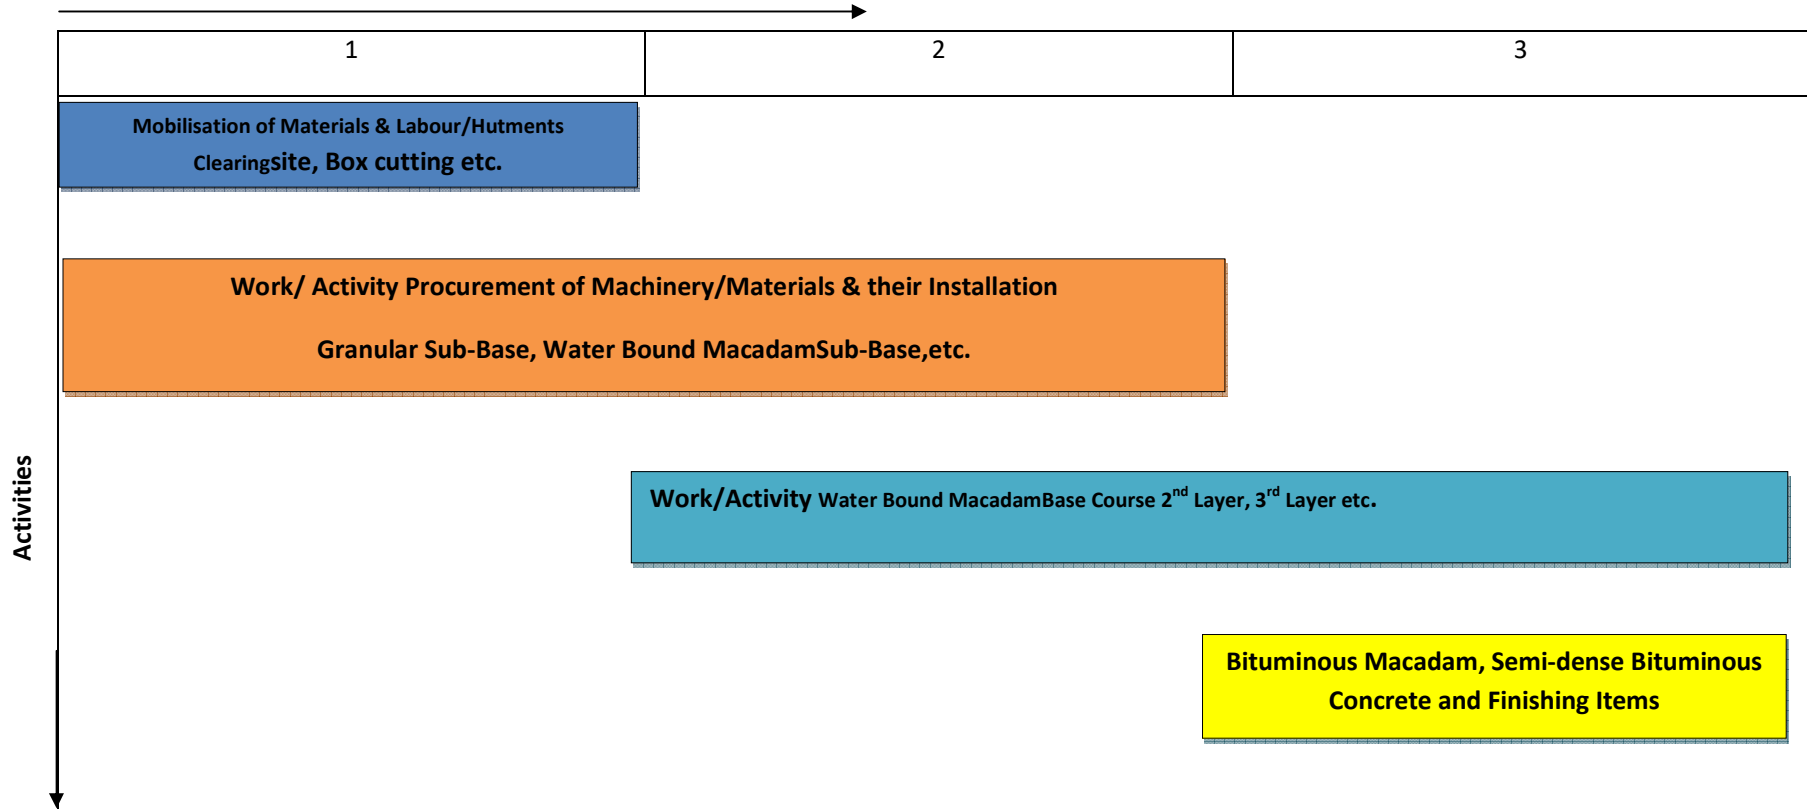 1 2 3
Mobilisation of Materials & Labour/Hutments
Clearingsite, Box cutting etc.
Work/ Activity Procurement of Machinery/Materials & their Installation
Granular Sub-Base, Water Bound MacadamSub-Base,etc.
Activities
Work/Activity Water Bound MacadamBase Course 2nd Layer, 3rd Layer etc.
Bituminous Macadam, Semi-dense Bituminous
Concrete and Finishing Items